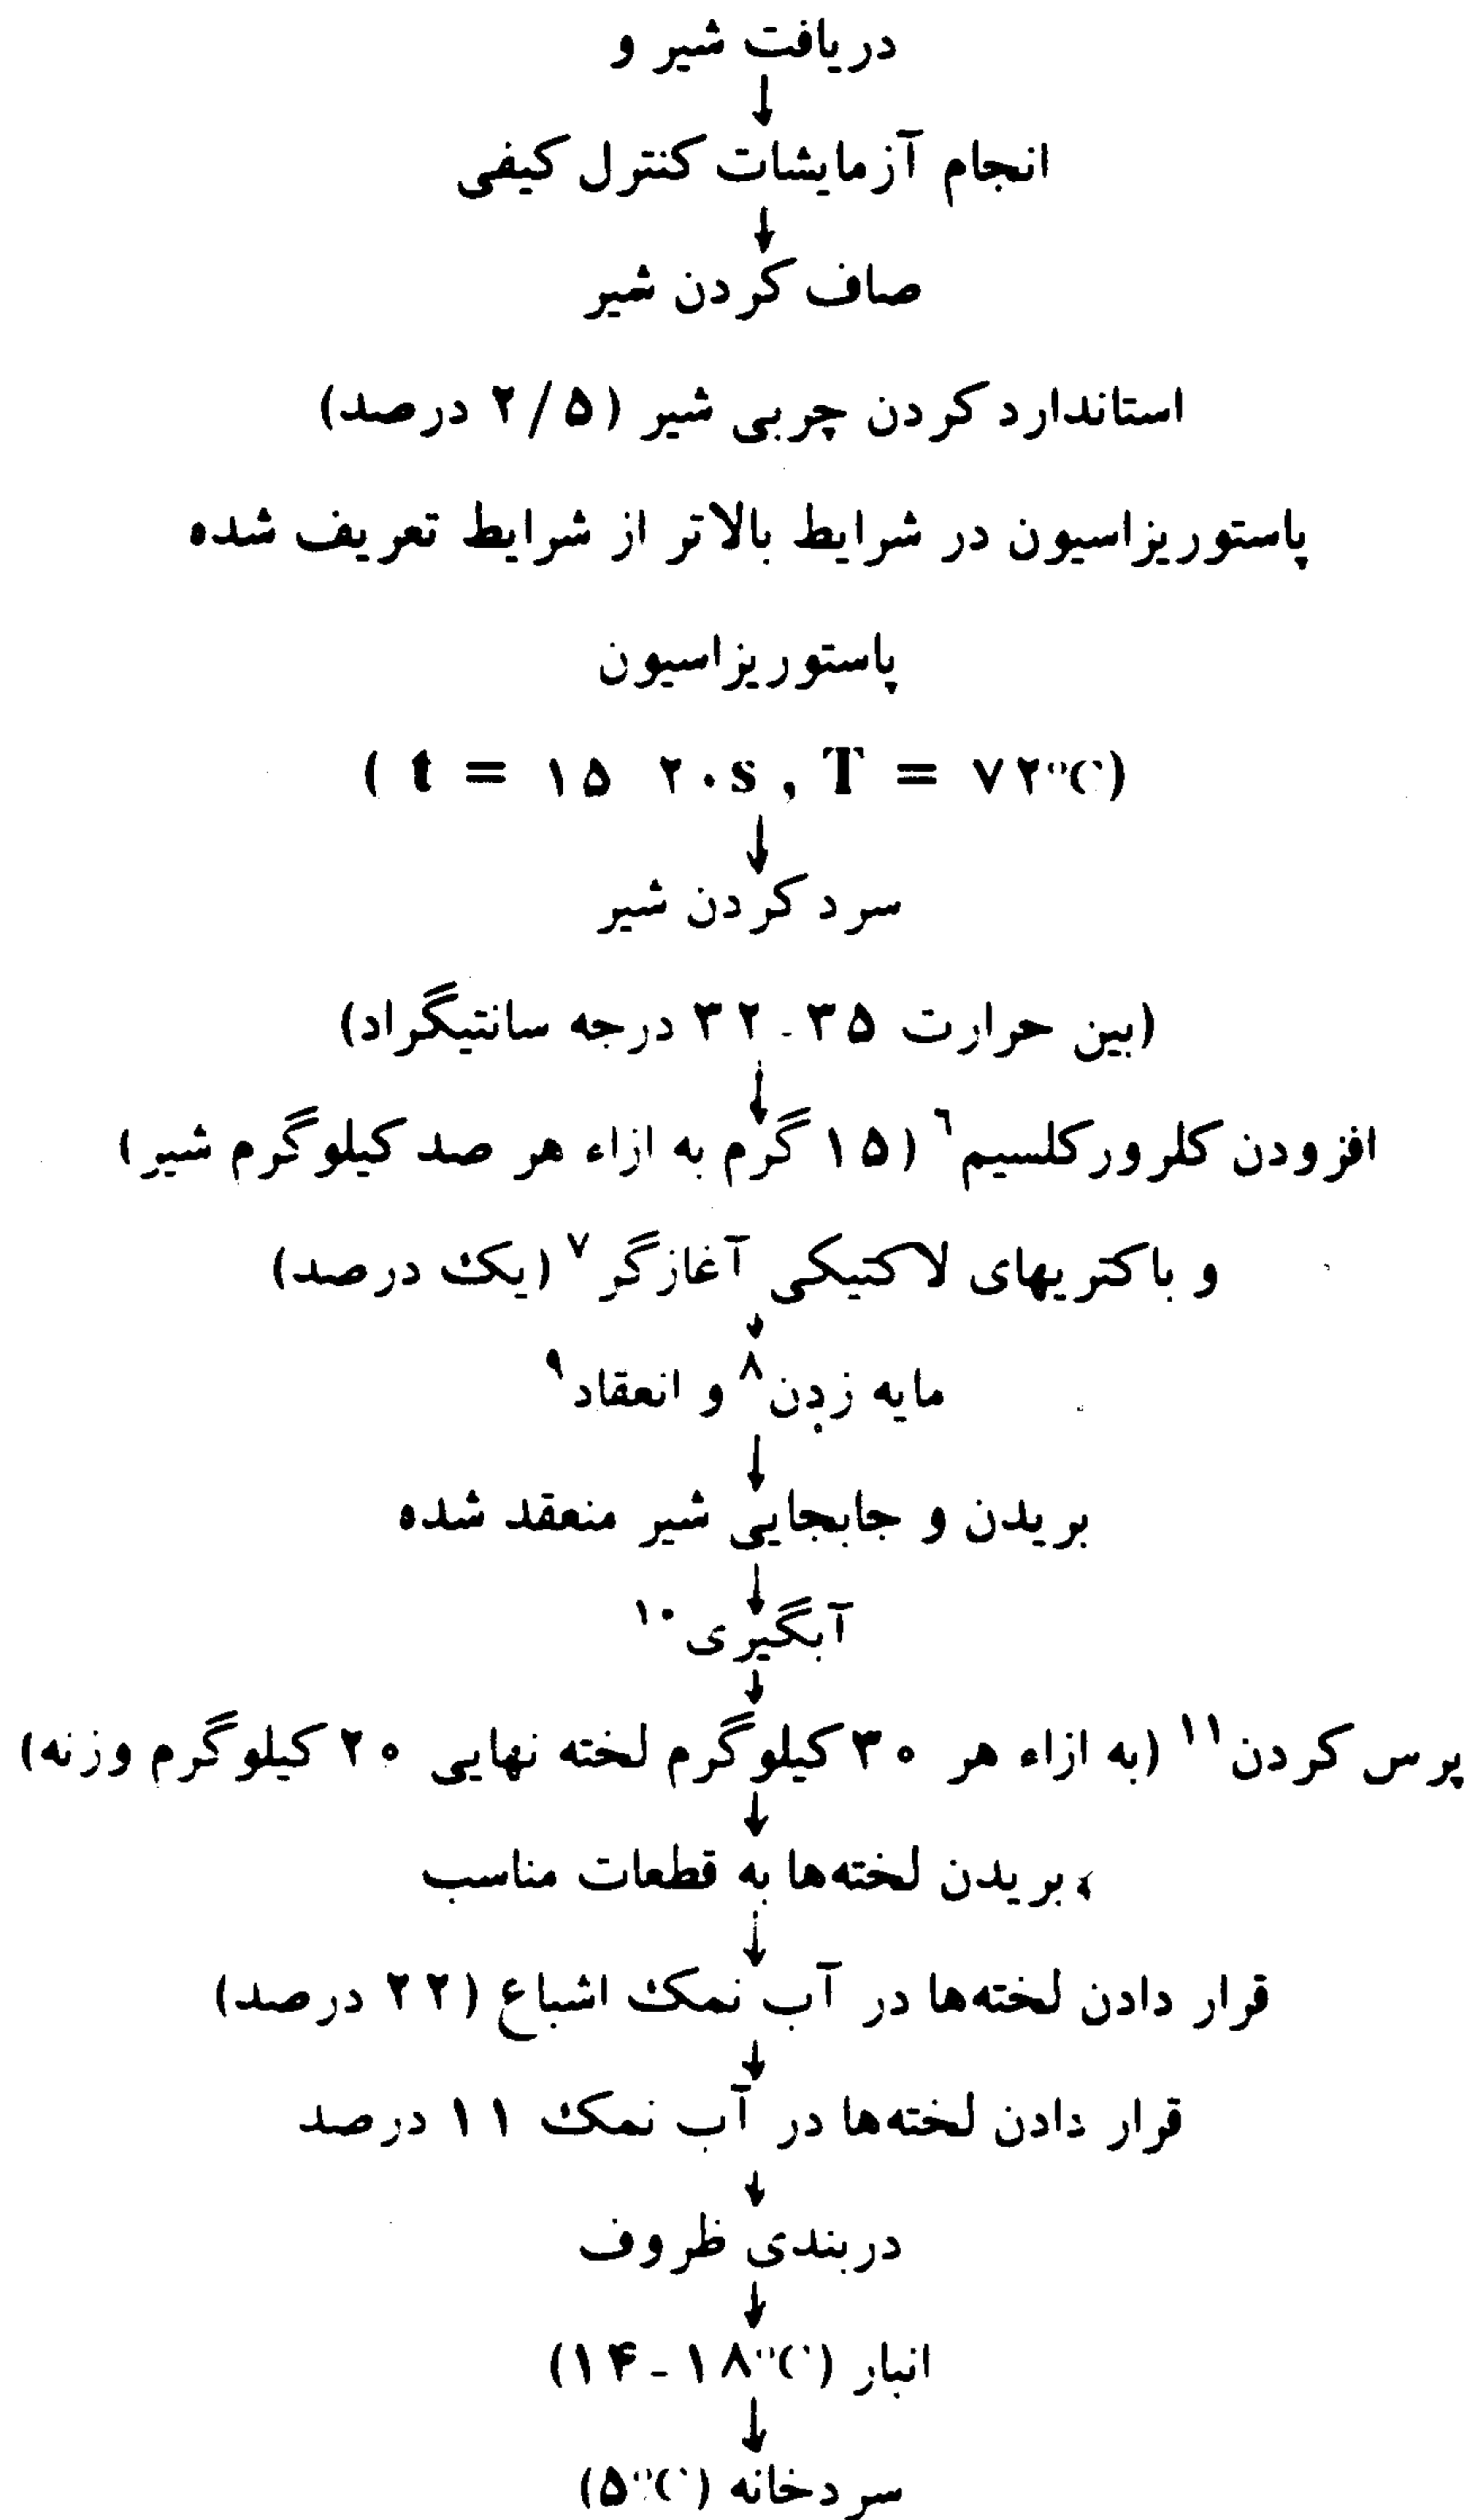 دریافت شیر و
↓
انجام آزمایشات کنترل کیفی
↓
صاف کردن شیر
استاندارد کردن چربی شیر (۲/۵ درصد)
پاستوریزاسیون در شرایط بالاتر از شرایط تعریف شده
پاستوریزاسیون
( t = ۱۵ ۲۰s , T = ۷۲°C)
↓
سرد کردن شیر
(بین حرارت ۳۵-۳۲ درجه سانتیگراد)
↓
افزودن کلرورکلسیم۶ (۱۵ گرم به ازاء هر صد کیلوگرم شیر)
و باکتریهای لاکتیکی آغازگر۷ (یک درصد)
↓
مایه زدن۸ و انعقاد۹
↓
بریدن و جابجایی شیر منعقد شده
↓
آبگیری۱۰
↓
پرس کردن۱۱ (به ازاء هر ۳۰ کیلوگرم لخته نهایی ۲۰ کیلوگرم وزنه)
↓
بریدن لخته‌ها به قطعات مناسب
↓
قرار دادن لخته‌ها در آب نمک اشباع (۲۲ درصد)
↓
قرار دادن لخته‌ها در آب نمک ۱۱ درصد
↓
دربندی ظروف
↓
انبار (۱۴-۱۸°C)
↓
سردخانه (۵°C)